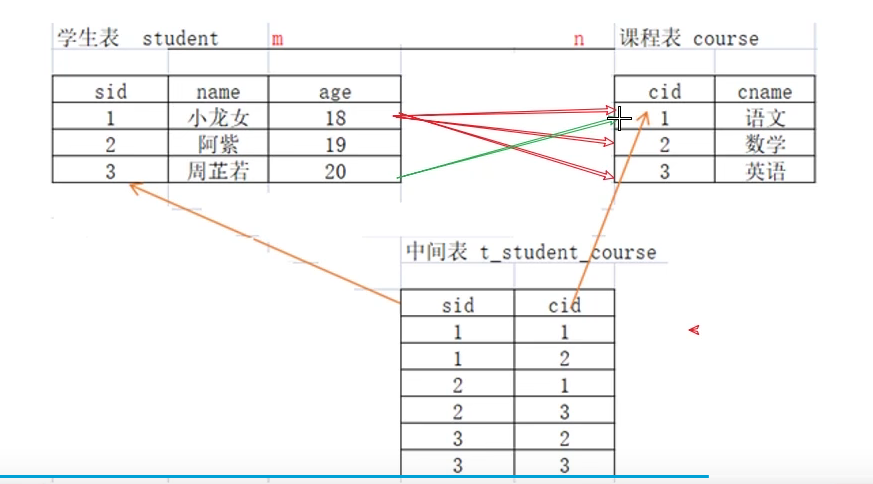 学生表 student m n 课程表 course
sid name age
1 小龙女 18
2 阿紫 19
3 周芷若 20
cid cname
1 语文
2 数学
3 英语
中间表 t_student_course
sid cid
1 1
1 2
2 1
2 3
3 2
3 3